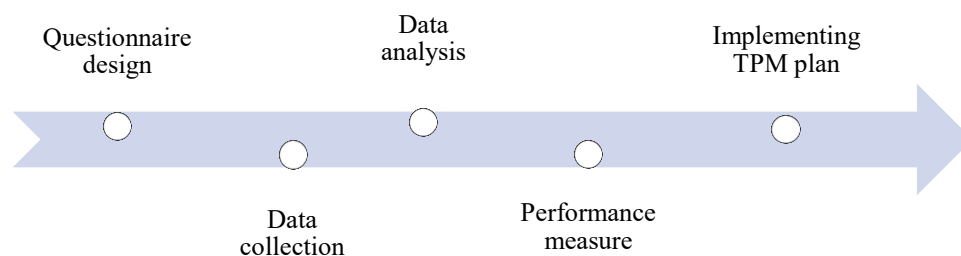 Questionnaire
design
Data
collection
Data
analysis
Performance
measure
Implementing
TPM plan